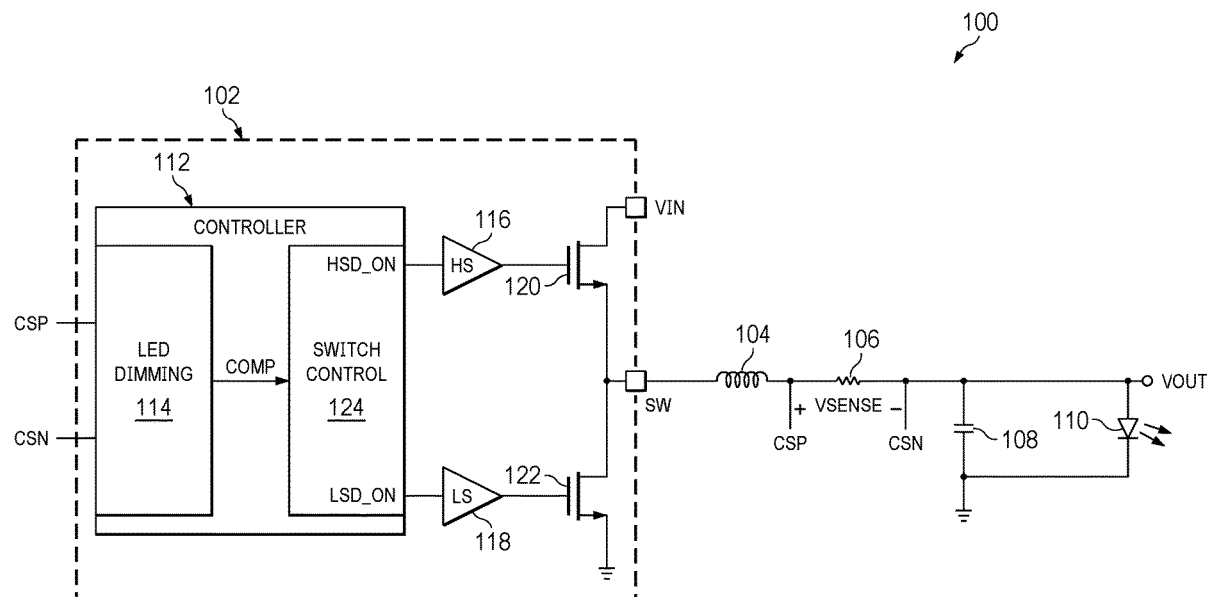 100
102
112
CONTROLLER
116
VIN
HSD_ON
HS
120
CSP
LED
DIMMING
114
COMP
SWITCH
CONTROL
124
SW
104
106
+ VSENSE −
CSP
CSN
VOUT
108
110
CSN
LSD_ON
LS
118
122